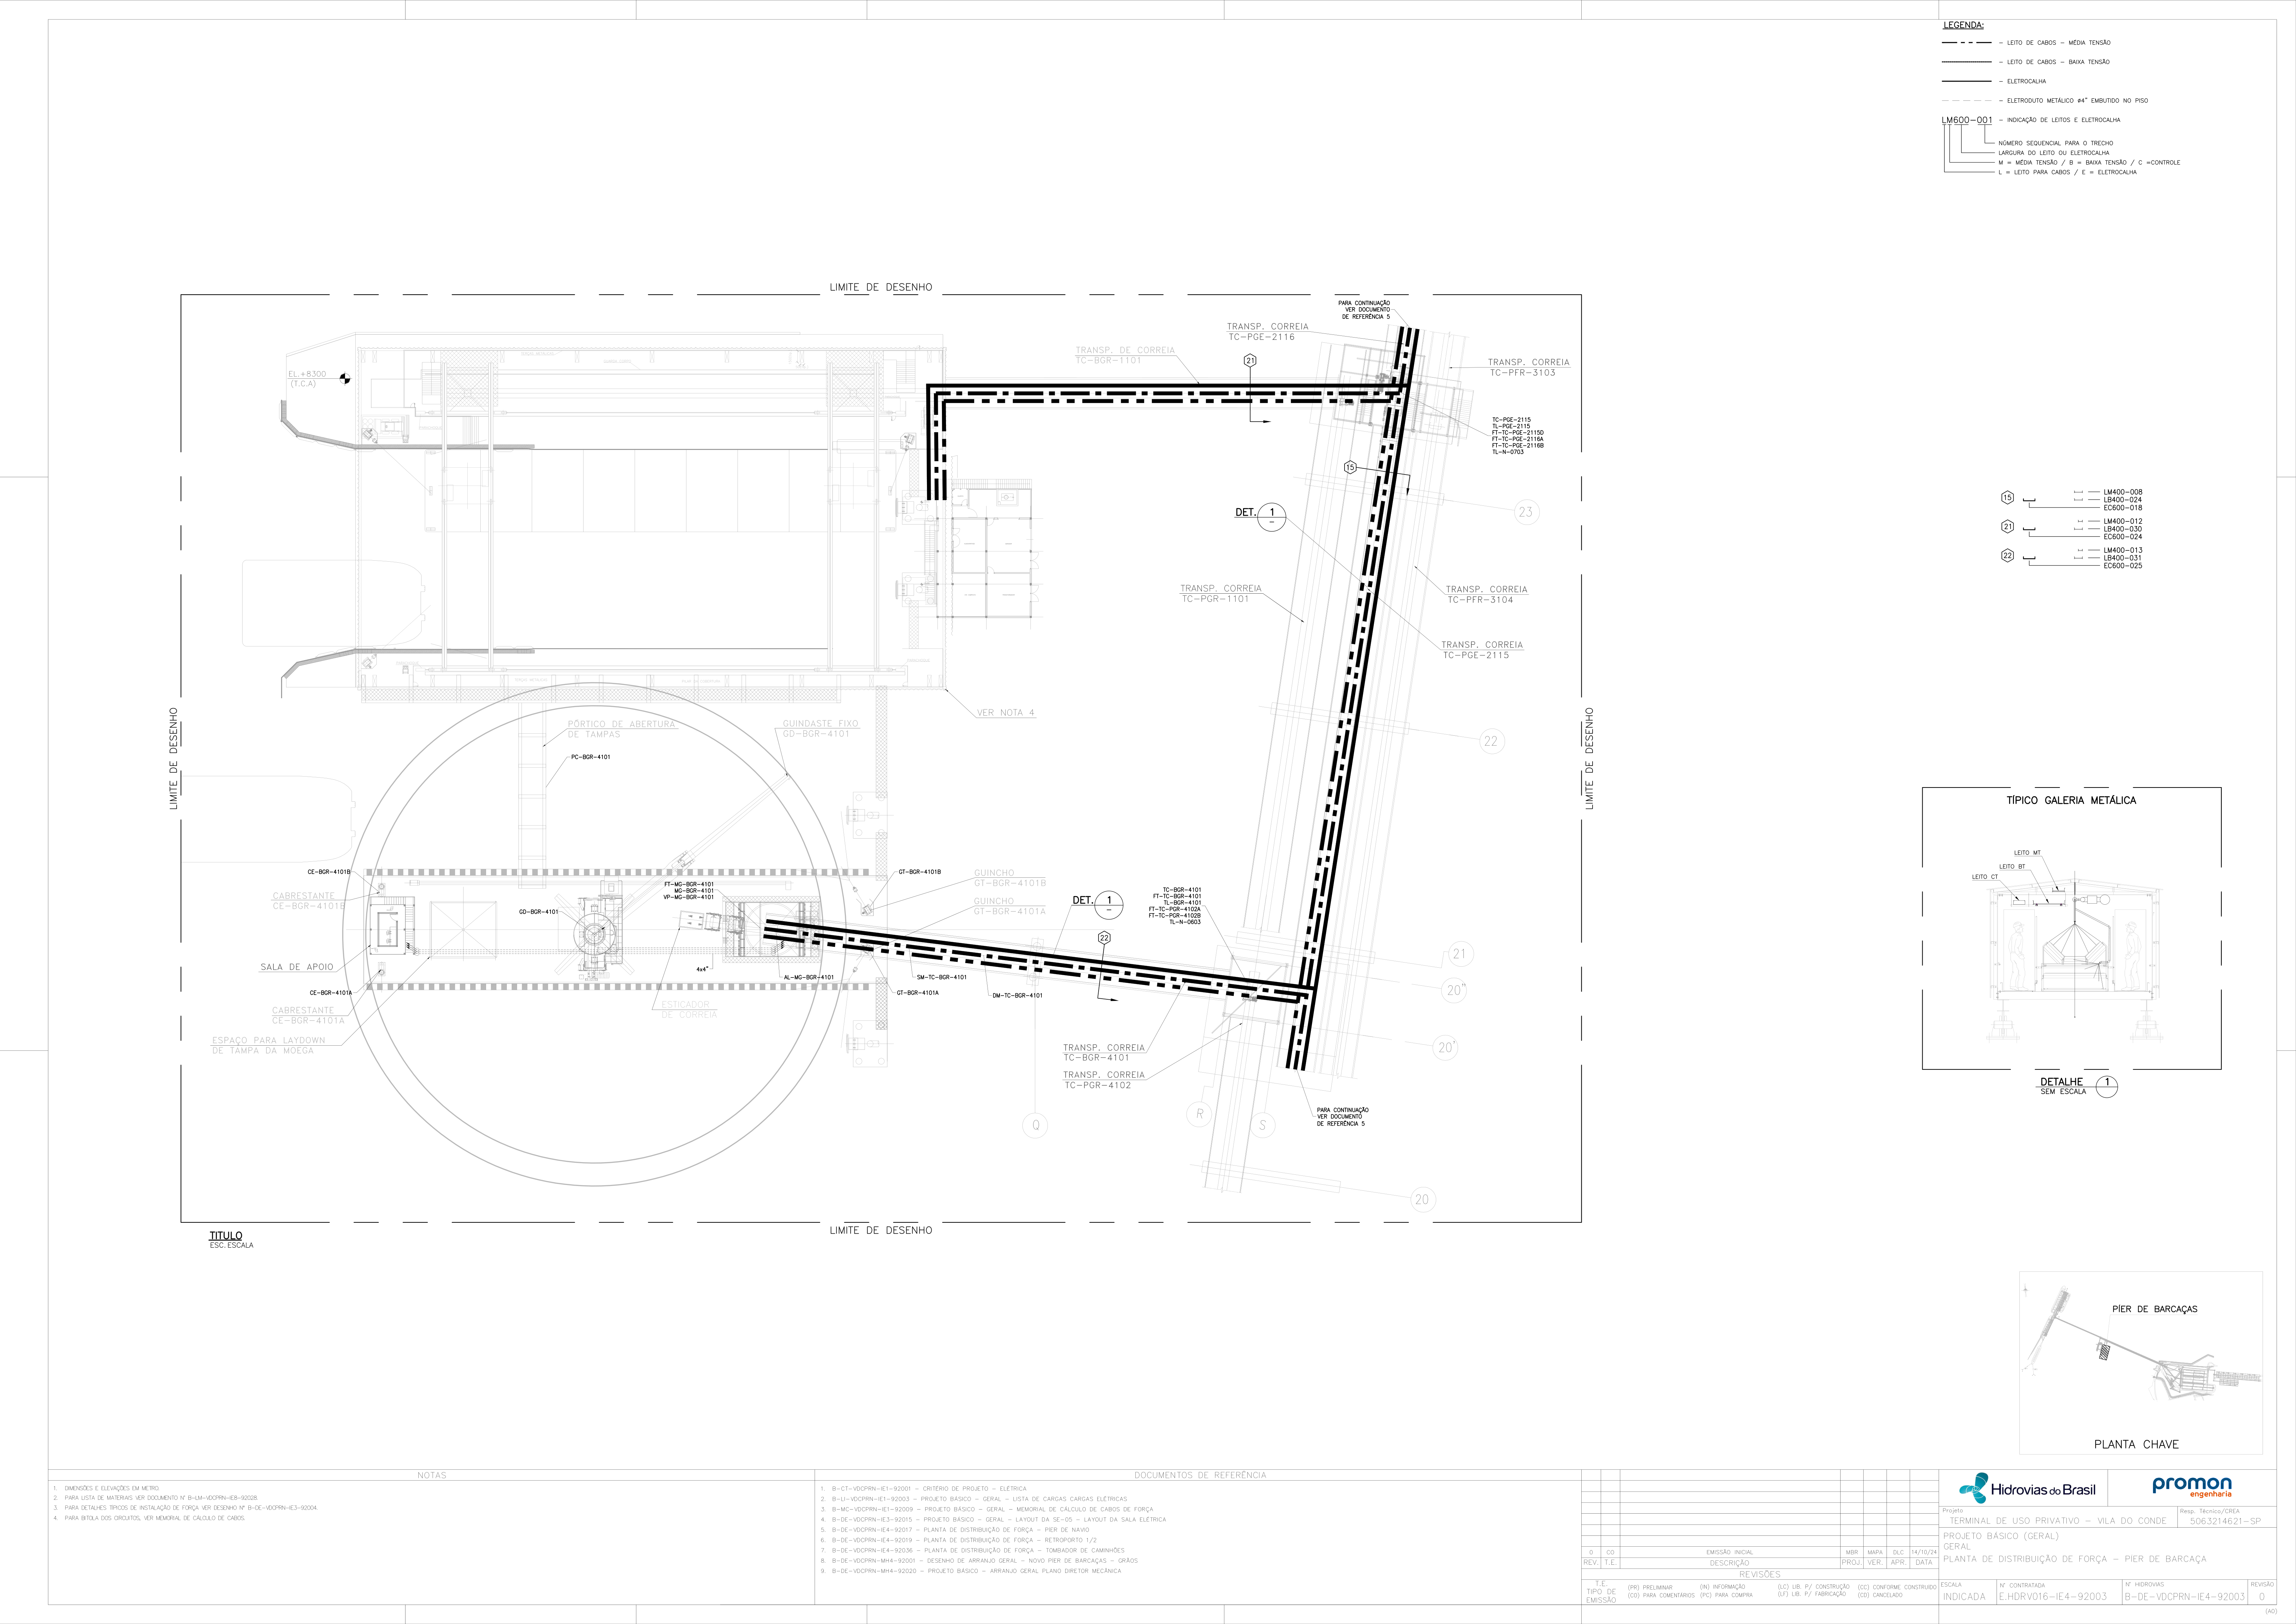 LEGENDA:
– LEITO DE CABOS – MÉDIA TENSÃO
– LEITO DE CABOS – BAIXA TENSÃO
– ELETROCALHA
– ELETRODUTO METÁLICO ø4" EMBUTIDO NO PISO
LM600-001 – INDICAÇÃO DE LEITOS E ELETROCALHA
NÚMERO SEQUENCIAL PARA O TRECHO
LARGURA DO LEITO OU ELETROCALHA
M = MÉDIA TENSÃO / B = BAIXA TENSÃO / C =CONTROLE
L = LEITO PARA CABOS / E = ELETROCALHA
LIMITE DE DESENHO
PARA CONTINUAÇÃO
VER DOCUMENTO
DE REFERÊNCIA 5
TRANSP. CORREIA
TC-PGE-2116
TRANSP. DE CORREIA
TC-BGR-1101
21
TRANSP. CORREIA
TC-PFR-3103
EL.+8300
(T.C.A)
TC-PGE-2115
TL-PGE-2115
FT-TC-PGE-2115D
FT-TC-PGE-2116A
FT-TC-PGE-2116B
TL-N-0703
15
DET. 1
–
23
15
LM400-008
LB400-024
EC600-018
21
LM400-012
LB400-030
EC600-024
22
LM400-013
LB400-031
EC600-025
TRANSP. CORREIA
TC-PGR-1101
TRANSP. CORREIA
TC-PFR-3104
TRANSP. CORREIA
TC-PGE-2115
VER NOTA 4
LIMITE DE DESENHO
LIMITE DE DESENHO
PÓRTICO DE ABERTURA
DE TAMPAS
PC-BGR-4101
GUINDASTE FIXO
GD-BGR-4101
22
TÍPICO GALERIA METÁLICA
LEITO MT
LEITO BT
LEITO CT
DETALHE 1
SEM ESCALA
CE-BGR-4101B
CABRESTANTE
CE-BGR-4101B
GD-BGR-4101
FT-MG-BGR-4101
MG-BGR-4101
VP-MG-BGR-4101
GT-BGR-4101B
GUINCHO
GT-BGR-4101B
GUINCHO
GT-BGR-4101A
DET. 1
–
TC-BGR-4101
FT-TC-BGR-4101
TL-BGR-4101
FT-TC-PGR-4102A
FT-TC-PGR-4102B
TL-N-0603
22
21
20"
20'
SALA DE APOIO
4x4"
AL-MG-BGR-4101
SM-TC-BGR-4101
GT-BGR-4101A
DM-TC-BGR-4101
CE-BGR-4101A
CABRESTANTE
CE-BGR-4101A
ESTICADOR
DE CORREIA
ESPAÇO PARA LAYDOWN
DE TAMPA DA MOEGA
TRANSP. CORREIA
TC-BGR-4101
TRANSP. CORREIA
TC-PGR-4102
Q
R
S
PARA CONTINUAÇÃO
VER DOCUMENTO
DE REFERÊNCIA 5
20
LIMITE DE DESENHO
TITULO
ESC. ESCALA
PÍER DE BARCAÇAS
PLANTA CHAVE
NOTAS
1. DIMENSÕES E ELEVAÇÕES EM METRO.
2. PARA LISTA DE MATERIAIS VER DOCUMENTO N° B-LM-VDCPRN-IE8-92028.
3. PARA DETALHES TÍPICOS DE INSTALAÇÃO DE FORÇA VER DESENHO N° B-DE-VDCPRN-IE3-92004.
4. PARA BITOLA DOS CIRCUITOS, VER MEMORIAL DE CÁLCULO DE CABOS.
DOCUMENTOS DE REFERÊNCIA
1. B-CT-VDCPRN-IE1-92001 – CRITÉRIO DE PROJETO – ELÉTRICA
2. B-LI-VDCPRN-IE1-92003 – PROJETO BÁSICO – GERAL – LISTA DE CARGAS CARGAS ELÉTRICAS
3. B-MC-VDCPRN-IE1-92009 – PROJETO BÁSICO – GERAL – MEMORIAL DE CÁLCULO DE CABOS DE FORÇA
4. B-DE-VDCPRN-IE3-92015 – PROJETO BÁSICO – GERAL – LAYOUT DA SE-05 – LAYOUT DA SALA ELÉTRICA
5. B-DE-VDCPRN-IE4-92017 – PLANTA DE DISTRIBUIÇÃO DE FORÇA – PIER DE NAVIO
6. B-DE-VDCPRN-IE4-92019 – PLANTA DE DISTRIBUIÇÃO DE FORÇA – RETROPORTO 1/2
7. B-DE-VDCPRN-IE4-92036 – PLANTA DE DISTRIBUIÇÃO DE FORÇA – TOMBADOR DE CAMINHÕES
8. B-DE-VDCPRN-MH4-92001 – DESENHO DE ARRANJO GERAL – NOVO PIER DE BARCAÇAS – GRÃOS
9. B-DE-VDCPRN-MH4-92020 – PROJETO BÁSICO – ARRANJO GERAL PLANO DIRETOR MECÂNICA
0 CD EMISSÃO INICIAL MBR MAPA DLC 14/10/24
REV. T.E. DESCRIÇÃO PROJ. VER. APR. DATA
REVISÕES
T.E.
TIPO DE
EMISSÃO
(PR) PRELIMINAR (IN) INFORMAÇÃO (LC) LIB. P/ CONSTRUÇÃO (CC) CONFORME CONSTRUIDO
(CO) PARA COMENTÁRIOS (PC) PARA COMPRA (LF) LIB. P/ FABRICAÇÃO (CD) CANCELADO
Hidrovias do Brasil
promon
engenharia
Projeto
TERMINAL DE USO PRIVATIVO – VILA DO CONDE
Resp. Técnico/CREA
5063214621-SP
PROJETO BÁSICO (GERAL)
GERAL
PLANTA DE DISTRIBUIÇÃO DE FORÇA – PIER DE BARCAÇA
ESCALA
INDICADA
N° CONTRATADA
E.HDRV016-IE4-92003
N° HIDROVIAS
B-DE-VDCPRN-IE4-92003
REVISÃO
0
(A0)